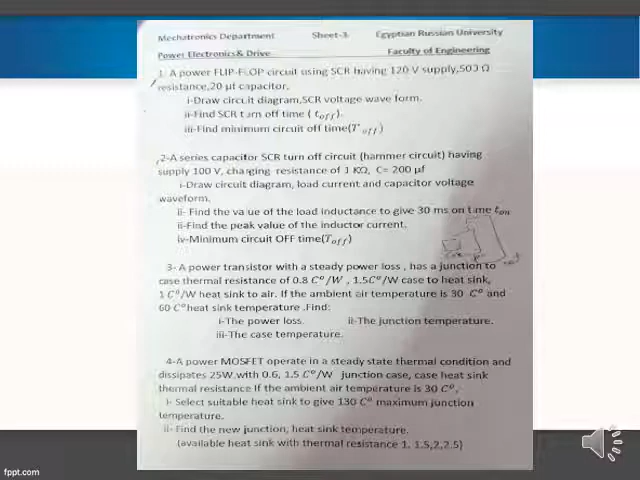 Mechatronics Department Sheet-3 Egyptian Russian University
Power Electronics& Drive Faculty of Engineering
1- A power FLIP-FLOP circuit using SCR having 120 V supply,500 Ω
resistance,20 µf capacitor.
i-Draw circuit diagram,SCR voltage wave form.
ii-Find SCR turn off time ( t_off).
iii-Find minimum circuit off time(T_off)
2-A series capacitor SCR turn off circuit (hammer circuit) having
supply 100 V, charging resistance of 1 KΩ, C= 200 µf
i-Draw circuit diagram, load current and capacitor voltage
waveform.
ii- Find the value of the load inductance to give 30 ms on time t_on
ii-Find the peak value of the inductor current.
iv-Minimum circuit OFF time(T_off)
3- A power transistor with a steady power loss , has a junction to
case thermal resistance of 0.8 C°/W , 1.5C°/W case to heat sink,
1 C°/W heat sink to air. If the ambient air temperature is 30 C° and
60 C°heat sink temperature .Find:
i-The power loss. ii-The junction temperature.
iii-The case temperature.
4-A power MOSFET operate in a steady state thermal condition and
dissipates 25W,with 0.6, 1.5 C°/W junction case, case heat sink
thermal resistance If the ambient air temperature is 30 C°,
i- Select suitable heat sink to give 130 C° maximum junction
temperature.
ii- Find the new junction, heat sink temperature.
(available heat sink with thermal resistance 1, 1.5,2,2.5)
fppt.com